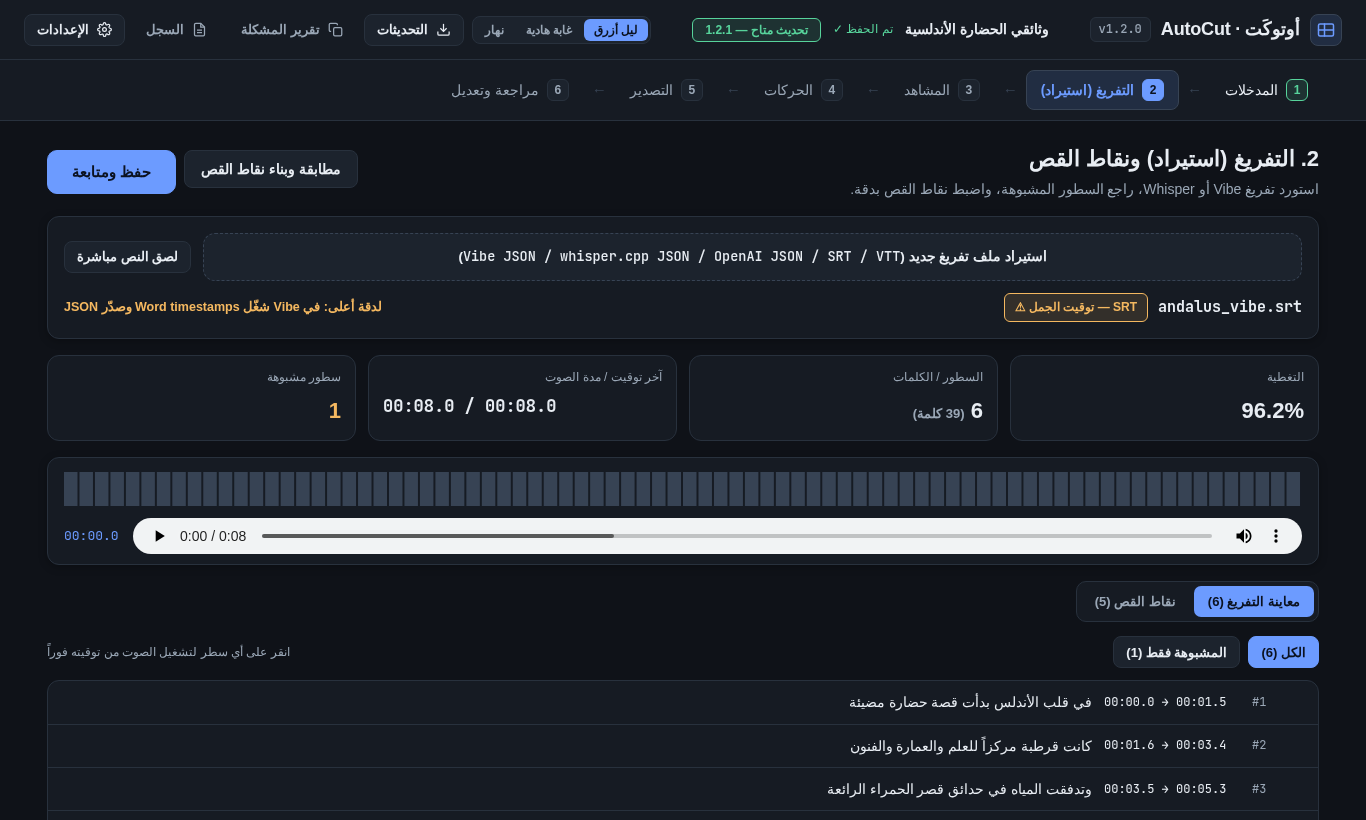 أوتوكَت · AutoCut v1.2.0 وثائقي الحضارة الأندلسية تم الحفظ ✓ تحديث متاح — 1.2.1 ليل أزرق غابة هادية نهار التحديثات تقرير المشكلة السجل الإعدادات
1 المدخلات ← 2 التفريغ (استيراد) ← 3 المشاهد ← 4 الحركات ← 5 التصدير ← 6 مراجعة وتعديل
2. التفريغ (استيراد) ونقاط القص
مطابقة وبناء نقاط القص حفظ ومتابعة
استورد تفريغ Vibe أو Whisper، راجع السطور المشبوهة، واضبط نقاط القص بدقة.
استيراد ملف تفريغ جديد (Vibe JSON / whisper.cpp JSON / OpenAI JSON / SRT / VTT) لصق النص مباشرة
andalus_vibe.srt SRT — توقيت الجمل ⚠ لدقة أعلى: في Vibe شغّل Word timestamps وصدّر JSON
التغطية
96.2%
السطور / الكلمات
6 (39 كلمة)
آخر توقيت / مدة الصوت
00:08.0 / 00:08.0
سطور مشبوهة
1
00:00.0 0:00 / 0:08
معاينة التفريغ (6) نقاط القص (5)
الكل (6) المشبوهة فقط (1) انقر على أي سطر لتشغيل الصوت من توقيته فوراً
#1 00:00.0 → 00:01.5 في قلب الأندلس بدأت قصة حضارة مضيئة
#2 00:01.6 → 00:03.4 كانت قرطبة مركزاً للعلم والعمارة والفنون
#3 00:03.5 → 00:05.3 وتدفقت المياه في حدائق قصر الحمراء الرائعة